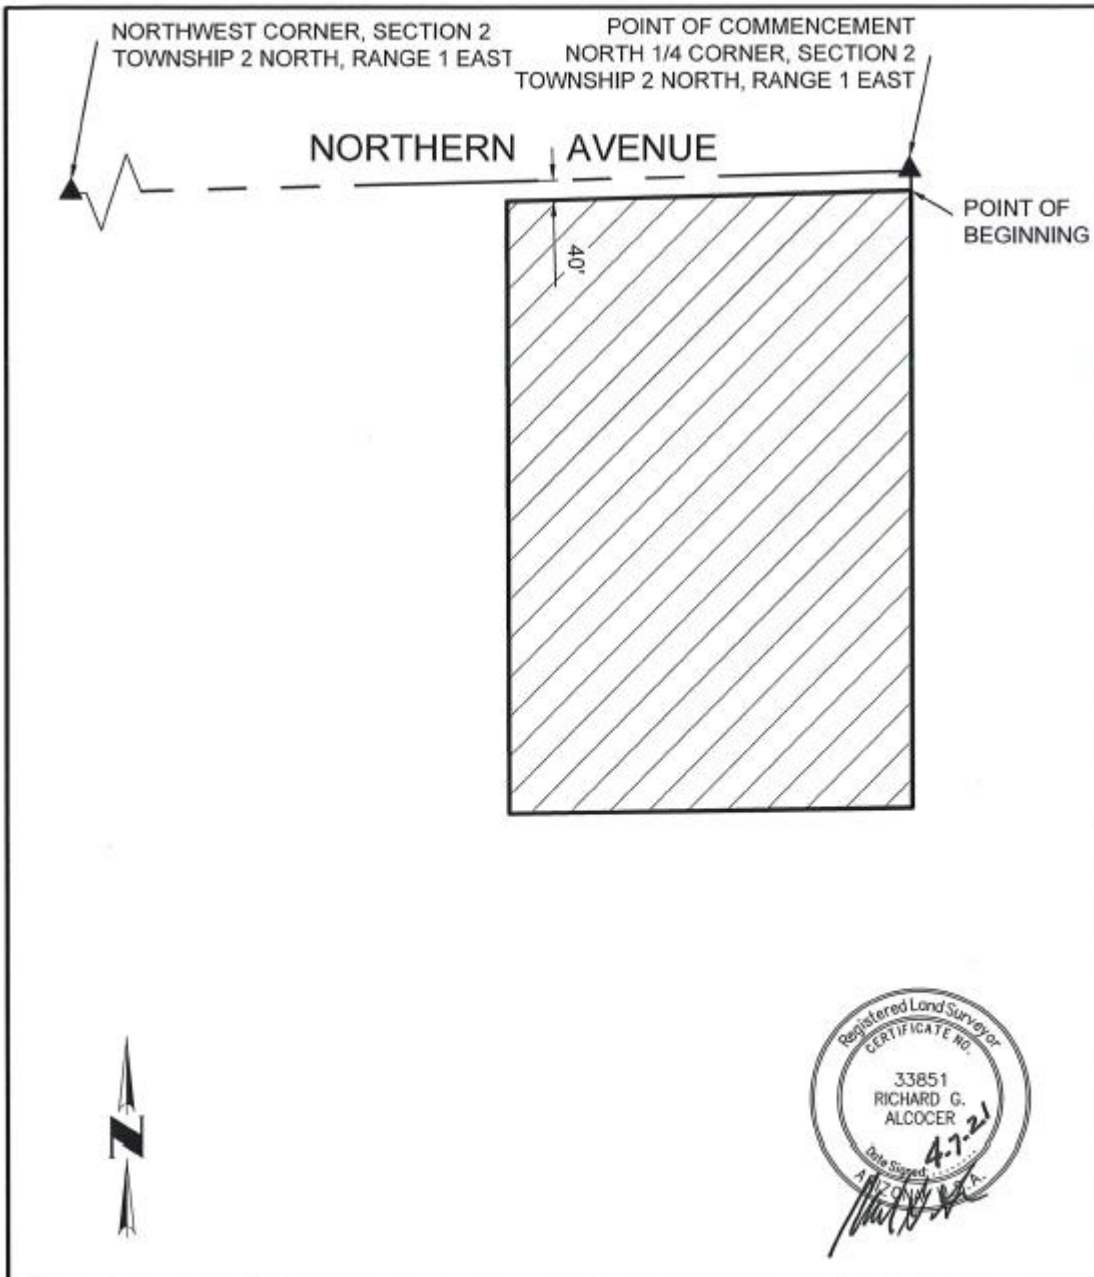 NORTHWEST CORNER, SECTION 2
TOWNSHIP 2 NORTH, RANGE 1 EAST
POINT OF COMMENCEMENT
NORTH 1/4 CORNER, SECTION 2
TOWNSHIP 2 NORTH, RANGE 1 EAST
NORTHERN AVENUE
POINT OF
BEGINNING
40'
N
Registered Land Surveyor
CERTIFICATE NO.
33851
RICHARD G.
ALCOCER
Date Signed 4.7.21